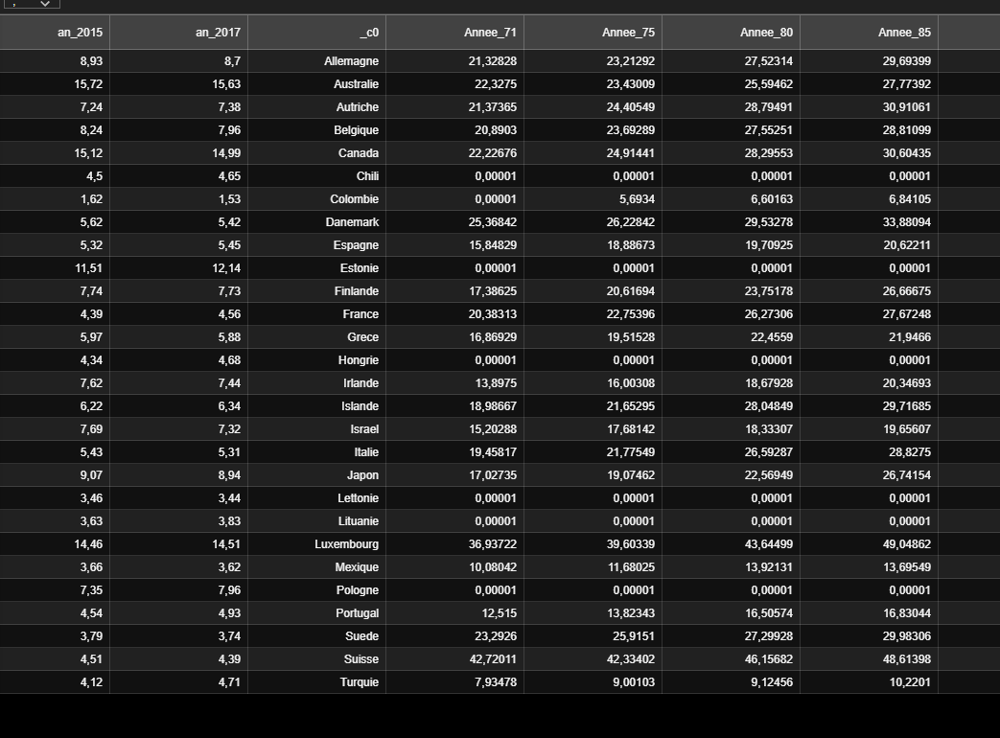 an_2015 an_2017 _c0 Annee_71 Annee_75 Annee_80 Annee_85
8,93 8,7 Allemagne 21,32828 23,21292 27,52314 29,69399
15,72 15,63 Australie 22,3275 23,43009 25,59462 27,77392
7,24 7,38 Autriche 21,37365 24,40549 28,79491 30,91061
8,24 7,96 Belgique 20,8903 23,69289 27,55251 28,81099
15,12 14,99 Canada 22,22676 24,91441 28,29553 30,60435
4,5 4,65 Chili 0,00001 0,00001 0,00001 0,00001
1,62 1,53 Colombie 0,00001 5,6934 6,60163 6,84105
5,62 5,42 Danemark 25,36842 26,22842 29,53278 33,88094
5,32 5,45 Espagne 15,84829 18,88673 19,70925 20,62211
11,51 12,14 Estonie 0,00001 0,00001 0,00001 0,00001
7,74 7,73 Finlande 17,38625 20,61694 23,75178 26,66675
4,39 4,56 France 20,38313 22,75396 26,27306 27,67248
5,97 5,88 Grece 16,86929 19,51528 22,4559 21,9466
4,34 4,68 Hongrie 0,00001 0,00001 0,00001 0,00001
7,62 7,44 Irlande 13,8975 16,00308 18,67928 20,34693
6,22 6,34 Islande 18,98667 21,65295 28,04849 29,71685
7,69 7,32 Israel 15,20288 17,68142 18,33307 19,65607
5,43 5,31 Italie 19,45817 21,77549 26,59287 28,8275
9,07 8,94 Japon 17,02735 19,07462 22,56949 26,74154
3,46 3,44 Lettonie 0,00001 0,00001 0,00001 0,00001
3,63 3,83 Lituanie 0,00001 0,00001 0,00001 0,00001
14,46 14,51 Luxembourg 36,93722 39,60339 43,64499 49,04862
3,66 3,62 Mexique 10,08042 11,68025 13,92131 13,69549
7,35 7,96 Pologne 0,00001 0,00001 0,00001 0,00001
4,54 4,93 Portugal 12,515 13,82343 16,50574 16,83044
3,79 3,74 Suede 23,2926 25,9151 27,29928 29,98306
4,51 4,39 Suisse 42,72011 42,33402 46,15682 48,61398
4,12 4,71 Turquie 7,93478 9,00103 9,12456 10,2201